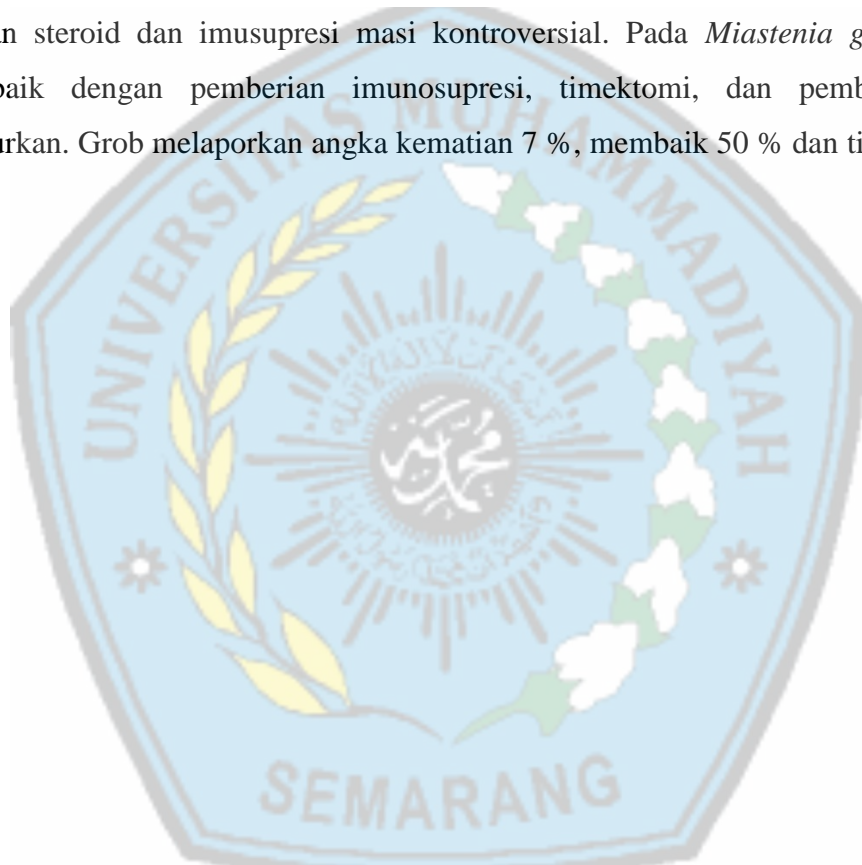 an steroid dan imusupresi masi kontroversial. Pada Miastenia g
baik dengan pemberian imunosupresi, timektomi, dan pemb
urkan. Grob melaporkan angka kematian 7 %, membaik 50 % dan ti
UNIVERSITAS MUHAMMADIYAH
SEMARANG